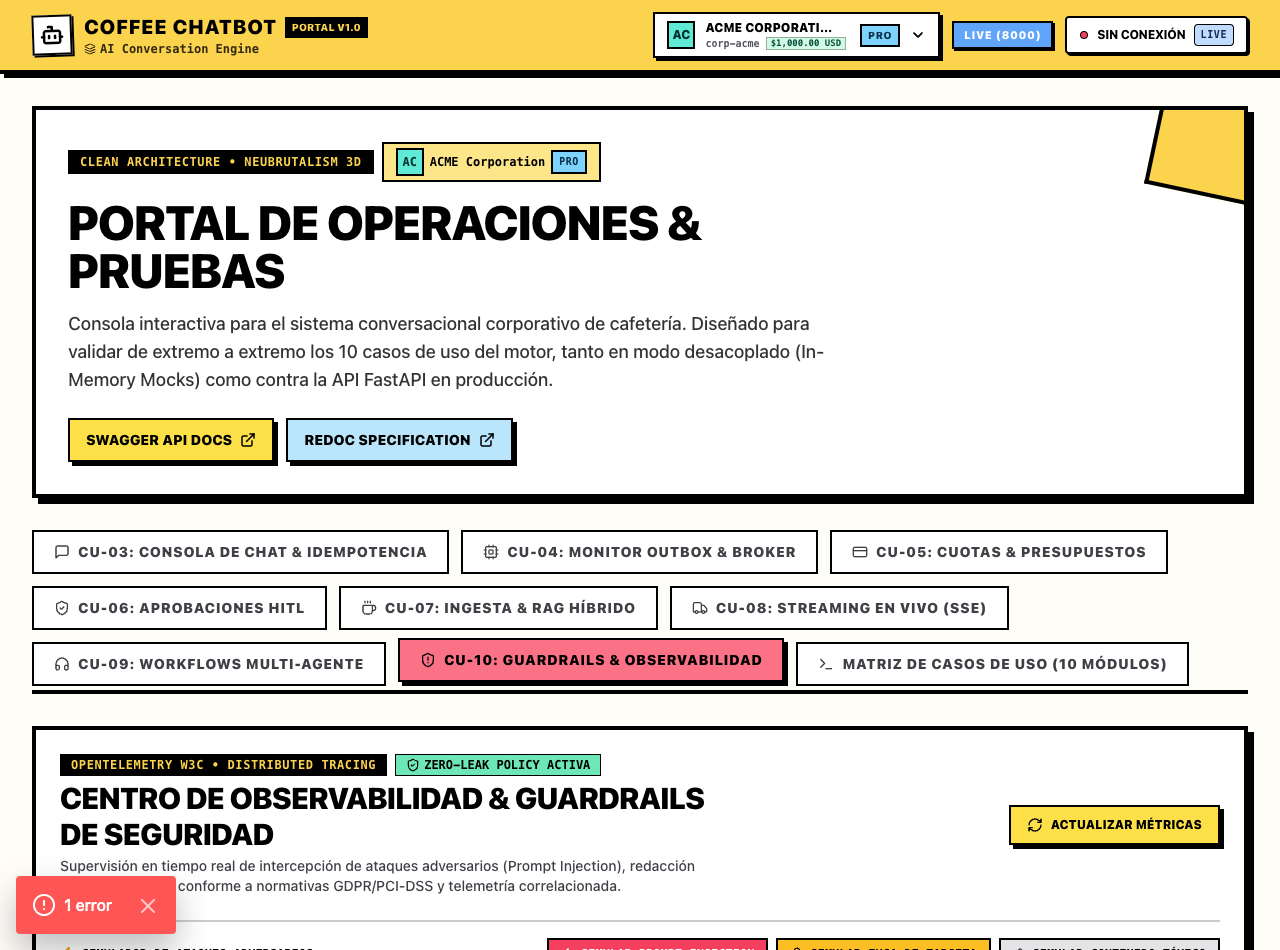 COFFEE CHATBOT PORTAL V1.0
AI Conversation Engine
AC ACME CORPORATI... PRO
corp-acme $1,000.00 USD
LIVE (8000)
SIN CONEXIÓN LIVE
CLEAN ARCHITECTURE • NEUBRUTALISM 3D
AC ACME Corporation PRO
PORTAL DE OPERACIONES &
PRUEBAS
Consola interactiva para el sistema conversacional corporativo de cafetería. Diseñado para
validar de extremo a extremo los 10 casos de uso del motor, tanto en modo desacoplado (In-
Memory Mocks) como contra la API FastAPI en producción.
SWAGGER API DOCS
REDOC SPECIFICATION
CU-03: CONSOLA DE CHAT & IDEMPOTENCIA
CU-04: MONITOR OUTBOX & BROKER
CU-05: CUOTAS & PRESUPUESTOS
CU-06: APROBACIONES HITL
CU-07: INGESTA & RAG HÍBRIDO
CU-08: STREAMING EN VIVO (SSE)
CU-09: WORKFLOWS MULTI-AGENTE
CU-10: GUARDRAILS & OBSERVABILIDAD
MATRIZ DE CASOS DE USO (10 MÓDULOS)
OPENTELEMETRY W3C • DISTRIBUTED TRACING
ZERO-LEAK POLICY ACTIVA
CENTRO DE OBSERVABILIDAD & GUARDRAILS
DE SEGURIDAD
ACTUALIZAR MÉTRICAS
Supervisión en tiempo real de intercepción de ataques adversarios (Prompt Injection), redacción
conforme a normativas GDPR/PCI-DSS y telemetría correlacionada.
1 error